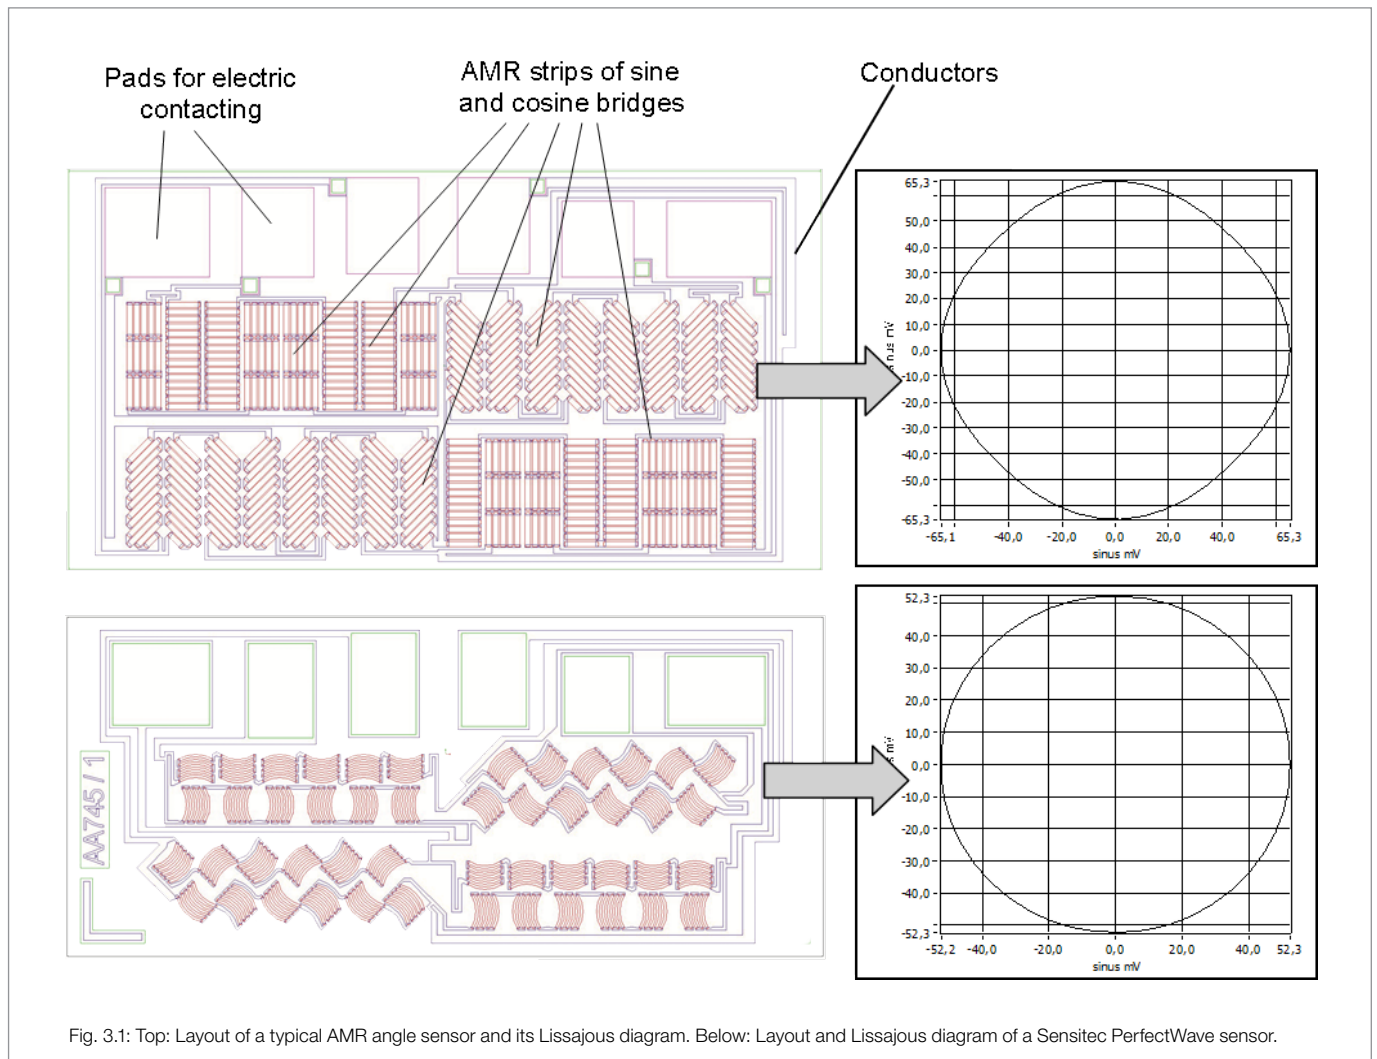 Pads for electric
contacting
AMR strips of sine
and cosine bridges
Conductors
65,3
50,0
40,0
30,0
20,0
10,0
0,0
-10,0
-20,0
-30,0
-40,0
-50,0
-65,3
-65,1 -40,0 -20,0 0,0 20,0 40,0 65,3
sinus mV
AA745 / 1
52,3
40,0
30,0
20,0
10,0
0,0
-10,0
-20,0
-30,0
-40,0
-52,3
-52,2 -40,0 -20,0 0,0 20,0 40,0 52,3
sinus mV
Fig. 3.1: Top: Layout of a typical AMR angle sensor and its Lissajous diagram. Below: Layout and Lissajous diagram of a Sensitec PerfectWave sensor.